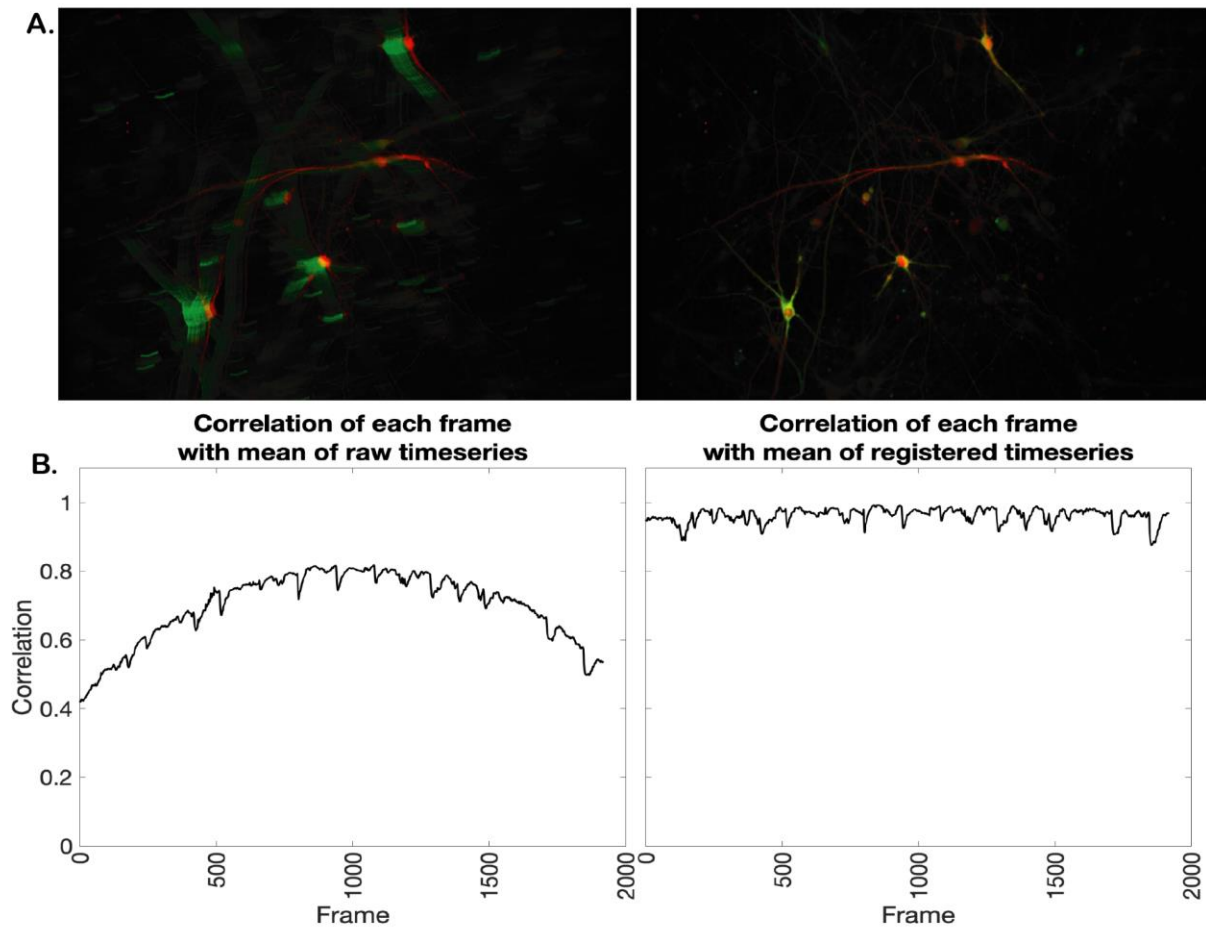 A.
Correlation of each frame
with mean of raw timeseries
Correlation of each frame
with mean of registered timeseries
B.
1
0.8
0.6
0.4
0.2
0
Correlation
0
500
1000
1500
2000
Frame
0
500
1000
1500
2000
Frame